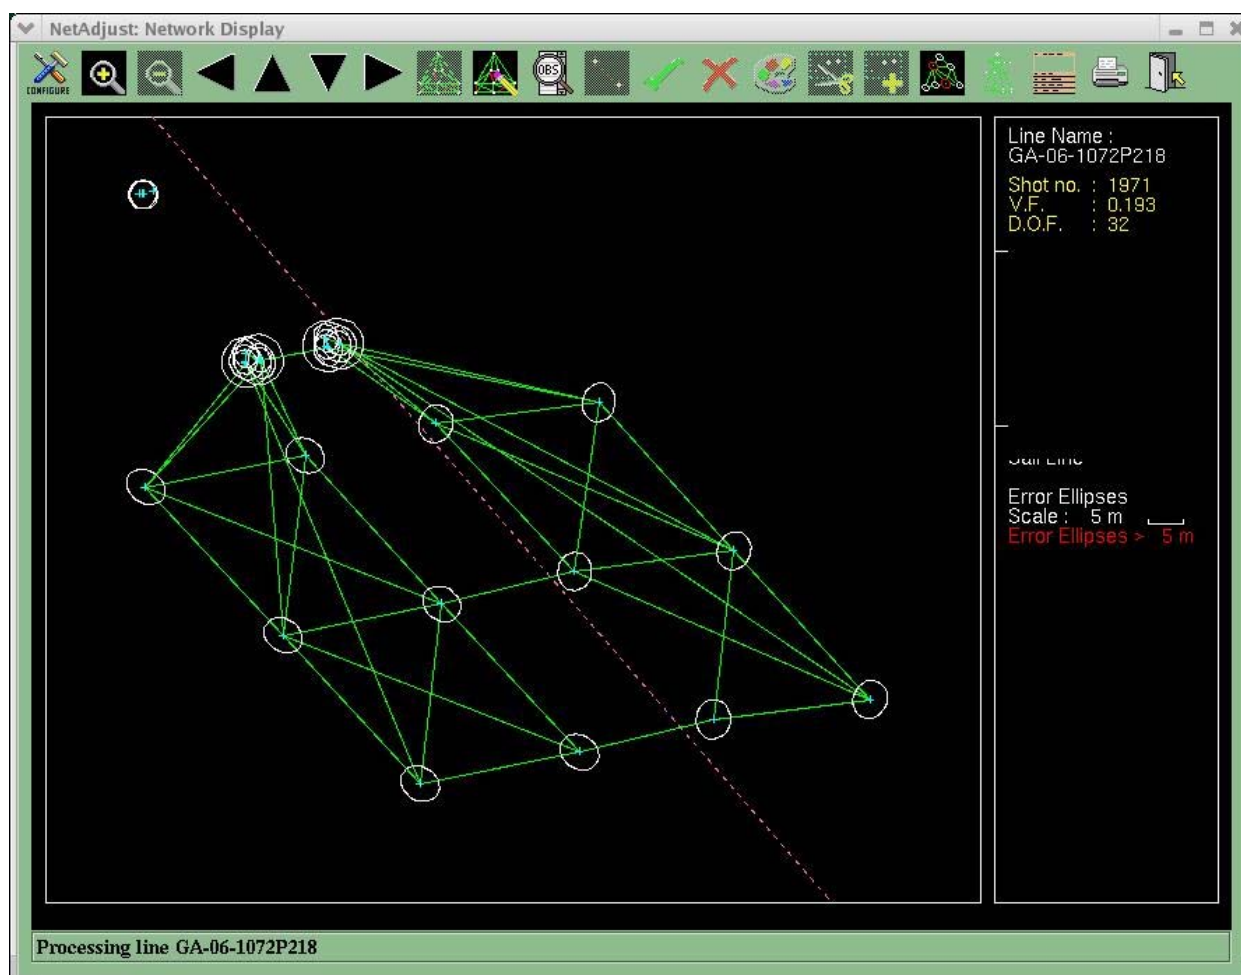 NetAdjust: Network Display
CONFIGURE
OBS
Line Name :
GA-06-1072P218
Shot no. : 1971
V.F. : 0.193
D.O.F. : 32
Error Ellipses
Scale : 5 m
Error Ellipses > 5 m
Processing line GA-06-1072P218